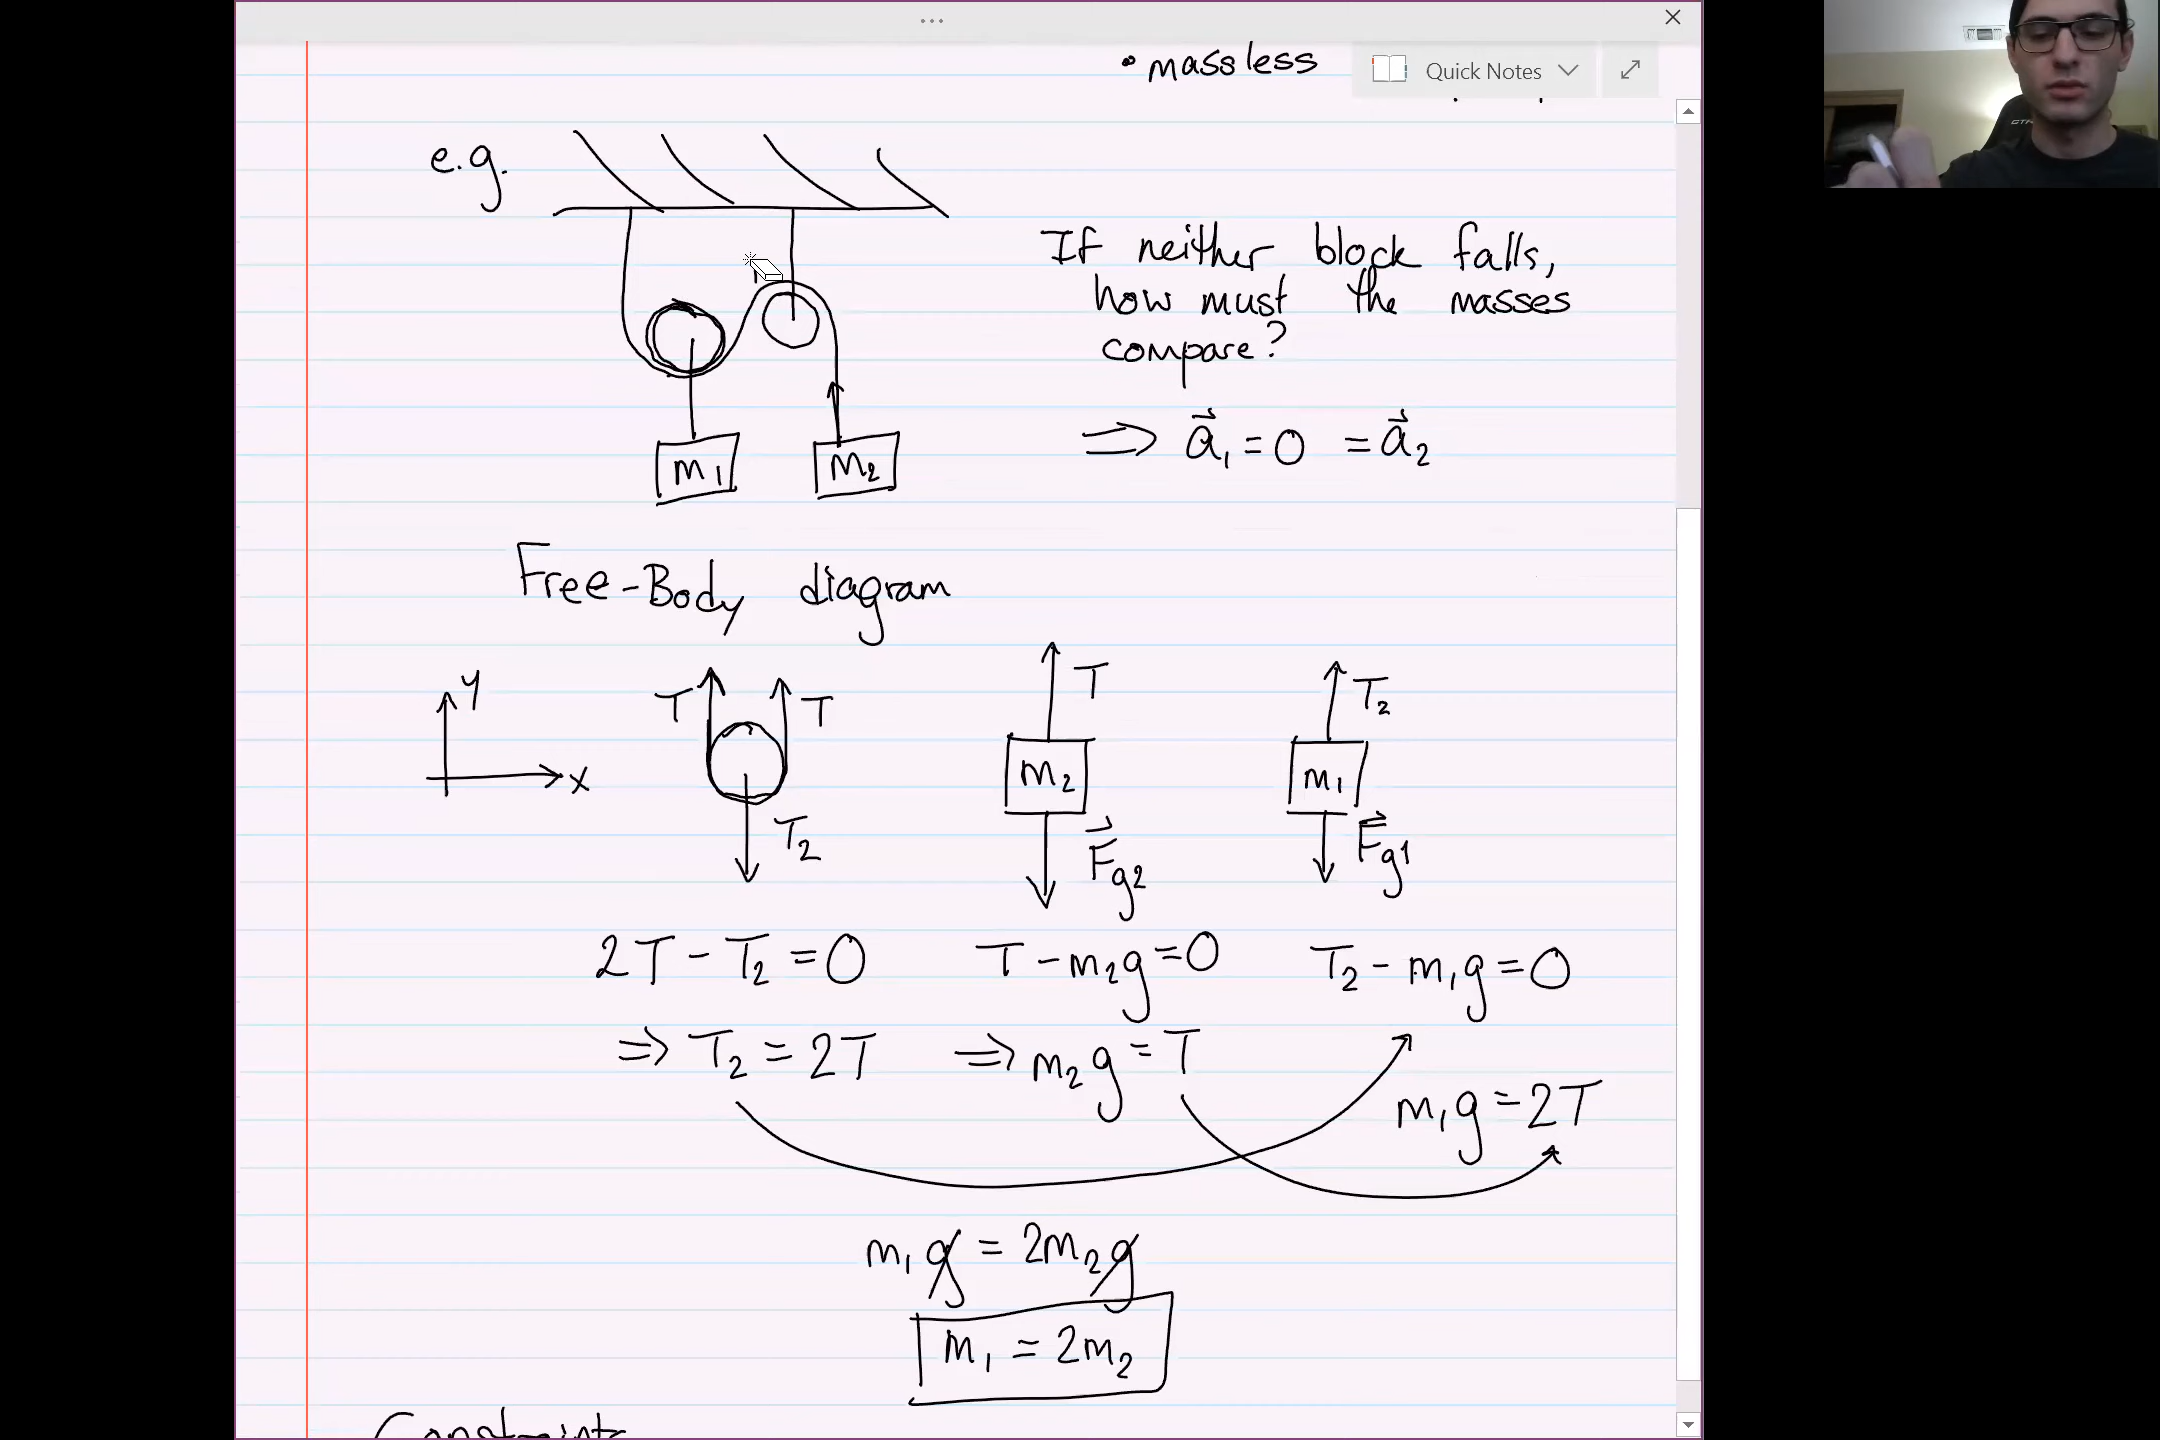 ...
• massless
Quick Notes
e.g.
If neither block falls,
how must the masses
compare?
⇒ a⃗₁ = 0 = a⃗₂
m₁
m₂
Free-Body diagram
y
x
T
T
T₂
T
m₂
F⃗g2
T₂
m₁
F⃗g1
2T - T₂ = 0
T - m₂g = 0
T₂ - m₁g = 0
⇒ T₂ = 2T
⇒ m₂g = T
m₁g = 2T
m₁g = 2m₂g
m₁ = 2m₂
Constraints